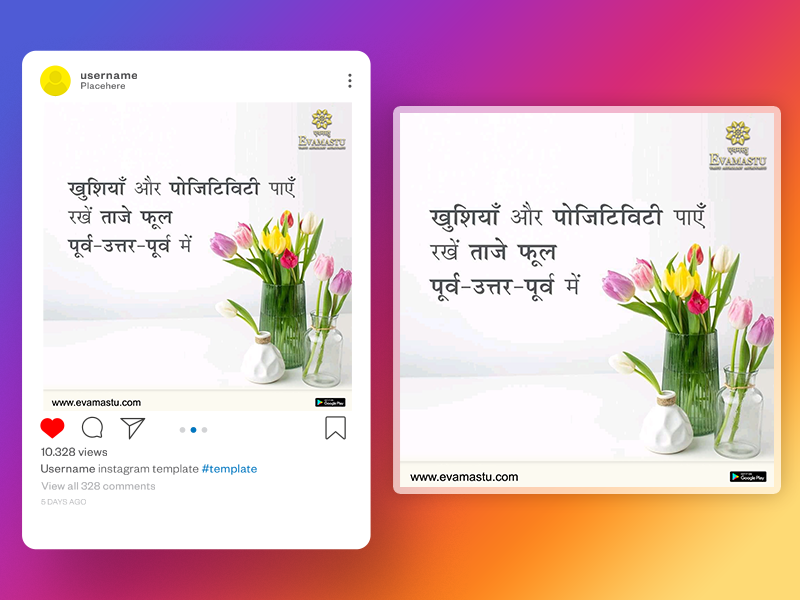 username
Placehere
एवमस्तु
EVAMASTU
खुशियाँ और पोजिटिविटी पाएँ
रखें ताजे फूल
पूर्व-उत्तर-पूर्व में
www.evamastu.com
Google Play
10.328 views
Username instagram template #template
View all 328 comments
5 DAYS AGO
एवमस्तु
EVAMASTU
खुशियाँ और पोजिटिविटी पाएँ
रखें ताजे फूल
पूर्व-उत्तर-पूर्व में
www.evamastu.com
Google Play